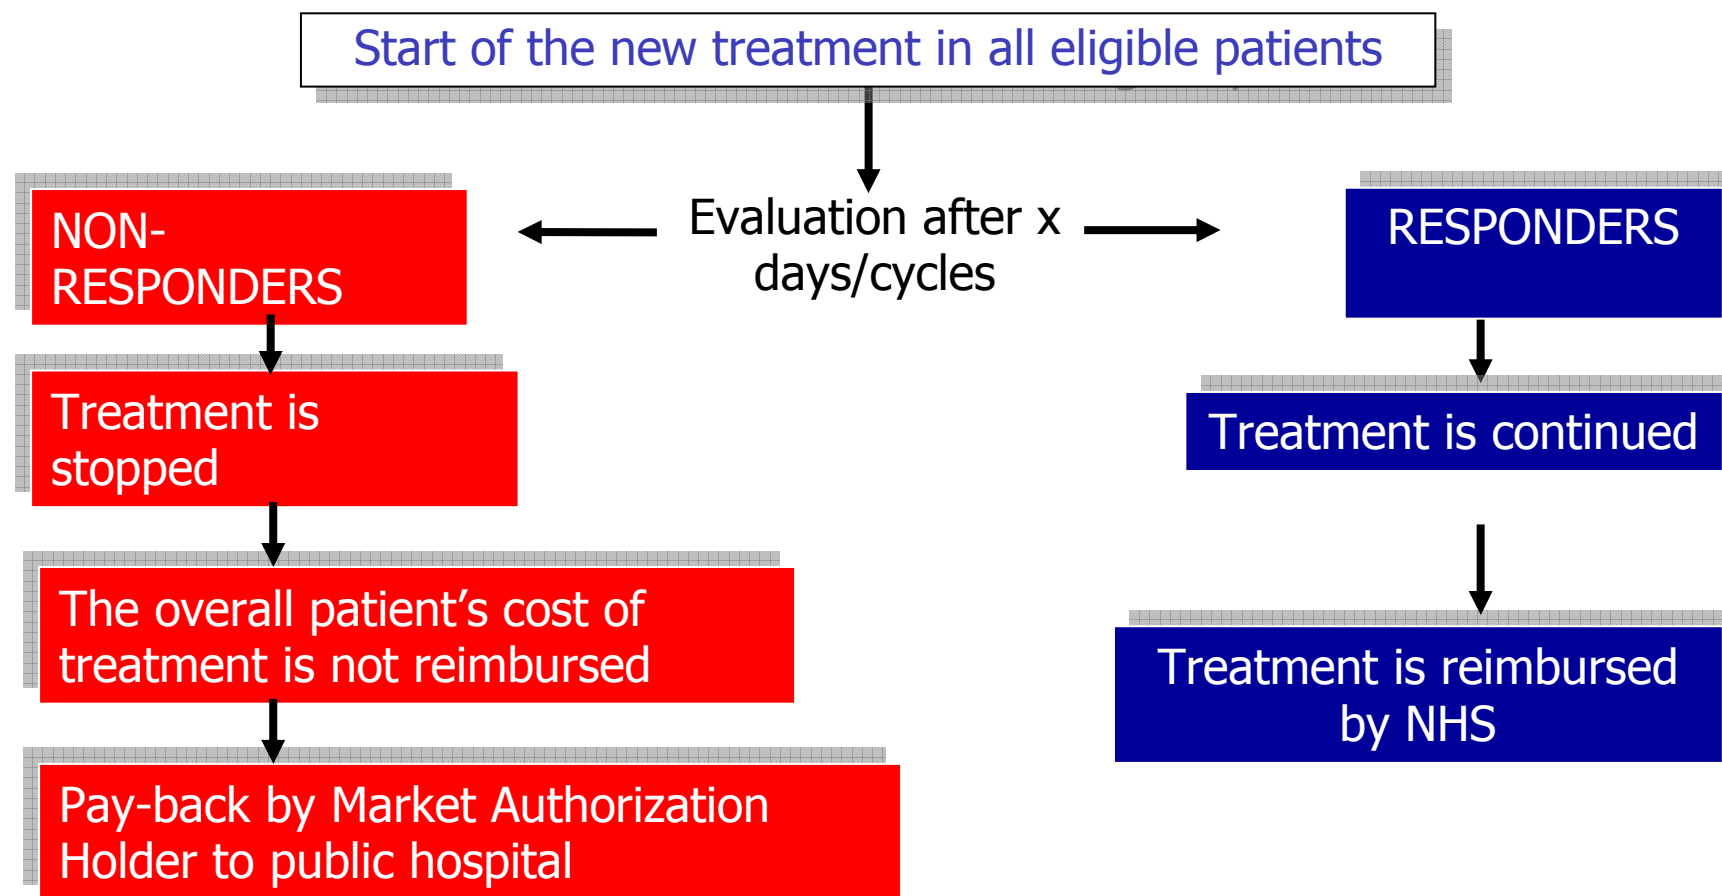 Start of the new treatment in all eligible patients
Evaluation after x
days/cycles
NON-
RESPONDERS
Treatment is
stopped
The overall patient’s cost of
treatment is not reimbursed
Pay-back by Market Authorization
Holder to public hospital
RESPONDERS
Treatment is continued
Treatment is reimbursed
by NHS